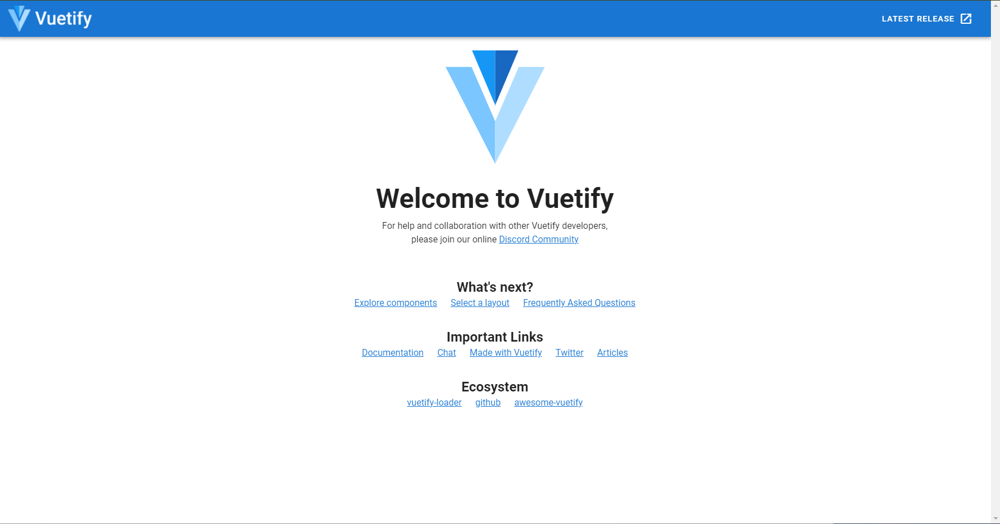 Vuetify
LATEST RELEASE
Welcome to Vuetify
For help and collaboration with other Vuetify developers,
please join our online Discord Community
What's next?
Explore components Select a layout Frequently Asked Questions
Important Links
Documentation Chat Made with Vuetify Twitter Articles
Ecosystem
vuetify-loader github awesome-vuetify